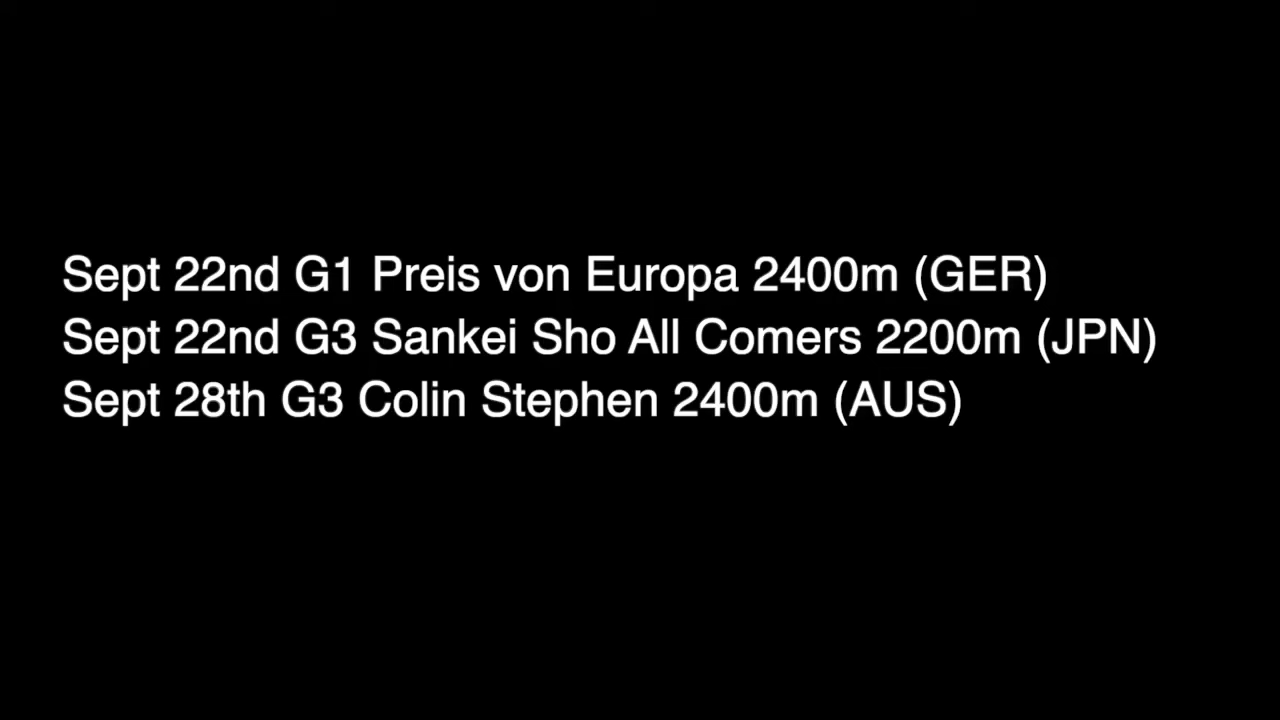 Sept 22nd G1 Preis von Europa 2400m (GER)
Sept 22nd G3 Sankei Sho All Comers 2200m (JPN)
Sept 28th G3 Colin Stephen 2400m (AUS)